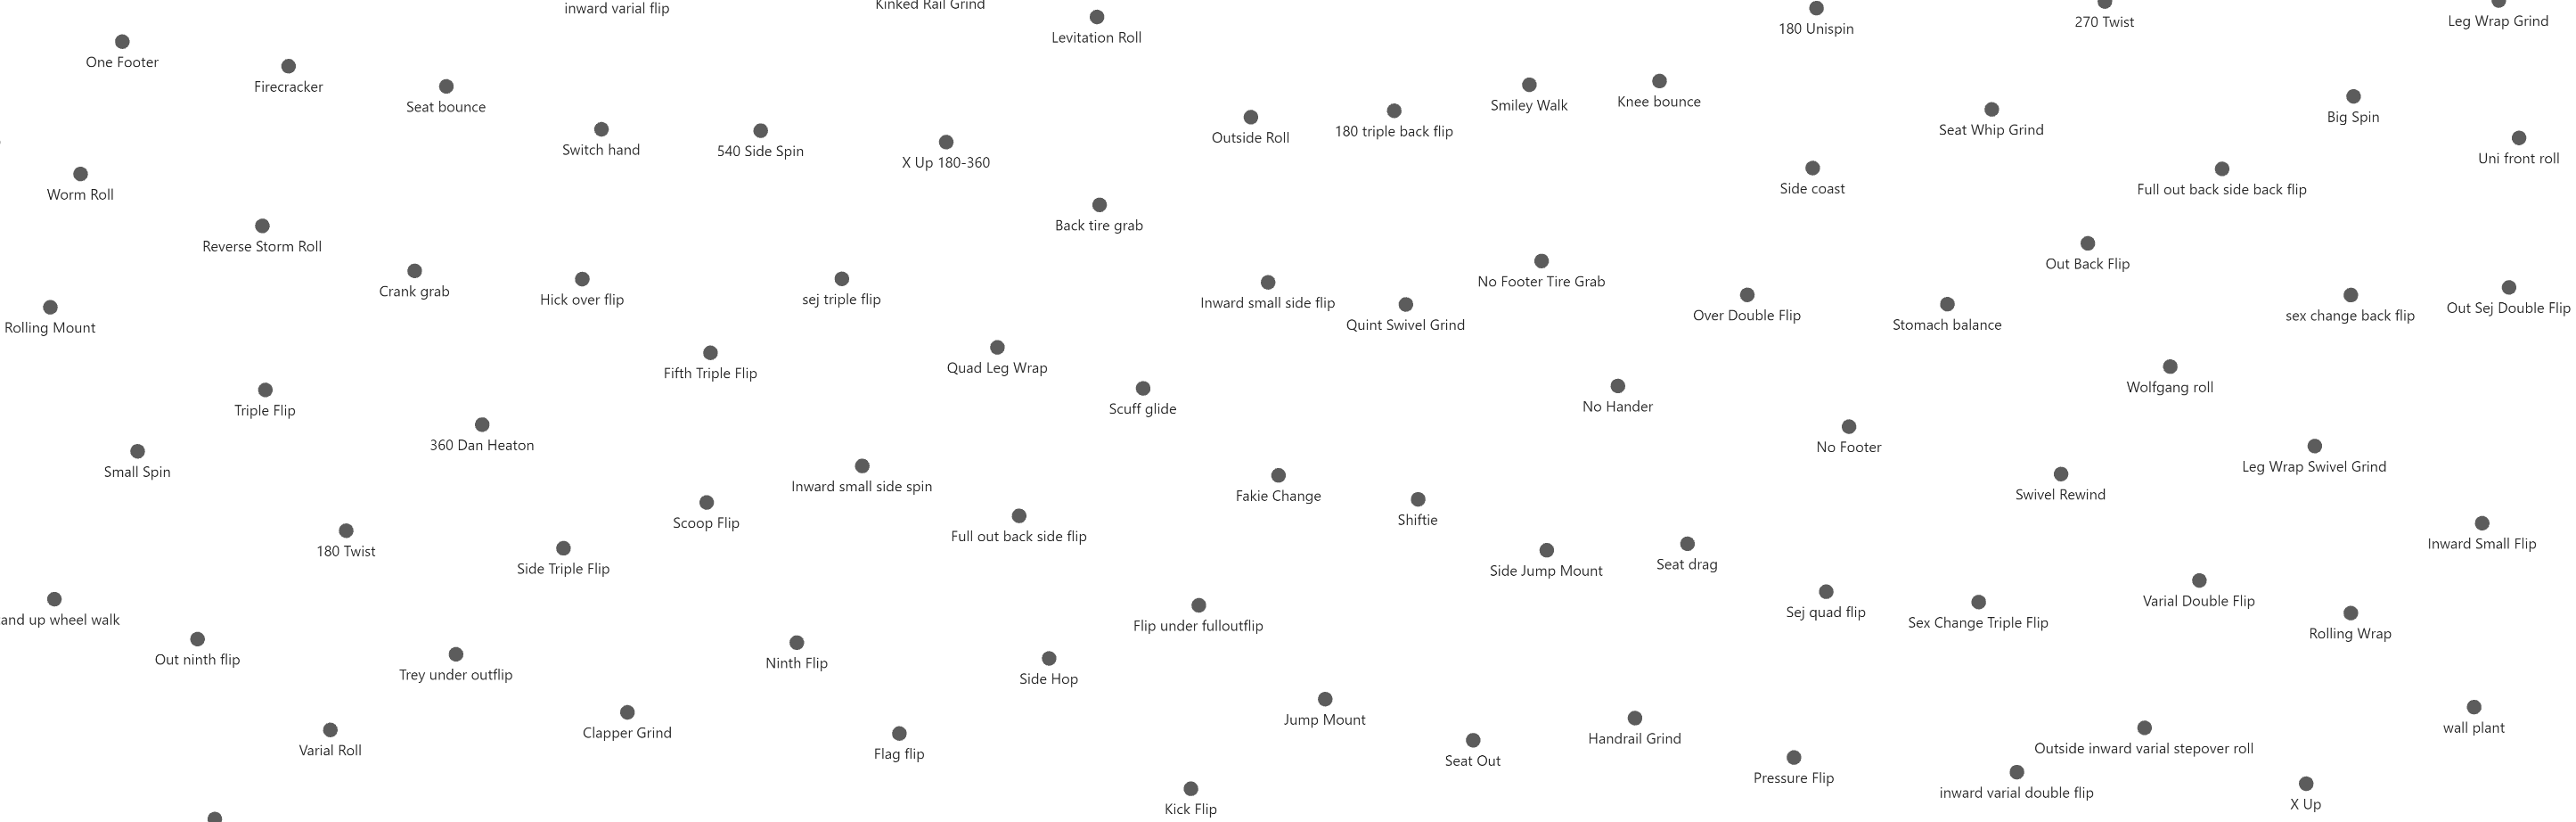 inward varial flip
Kinked Rail Grind
Levitation Roll
180 Unispin
270 Twist
Leg Wrap Grind
One Footer
Firecracker
Seat bounce
Smiley Walk
Knee bounce
Big Spin
Switch hand
540 Side Spin
X Up 180-360
Outside Roll
180 triple back flip
Seat Whip Grind
Uni front roll
Worm Roll
Side coast
Full out back side back flip
Reverse Storm Roll
Back tire grab
Out Back Flip
Crank grab
Hick over flip
sej triple flip
Inward small side flip
No Footer Tire Grab
Rolling Mount
Quint Swivel Grind
Over Double Flip
Stomach balance
sex change back flip
Out Sej Double Flip
Fifth Triple Flip
Quad Leg Wrap
Wolfgang roll
Triple Flip
Scuff glide
No Hander
360 Dan Heaton
No Footer
Small Spin
Leg Wrap Swivel Grind
Inward small side spin
Fakie Change
Swivel Rewind
Scoop Flip
Shiftie
180 Twist
Full out back side flip
Inward Small Flip
Side Triple Flip
Side Jump Mount
Seat drag
and up wheel walk
Flip under fulloutflip
Sej quad flip
Sex Change Triple Flip
Varial Double Flip
Rolling Wrap
Out ninth flip
Trey under outflip
Ninth Flip
Side Hop
Jump Mount
wall plant
Varial Roll
Clapper Grind
Flag flip
Seat Out
Handrail Grind
Outside inward varial stepover roll
Pressure Flip
inward varial double flip
Kick Flip
X Up